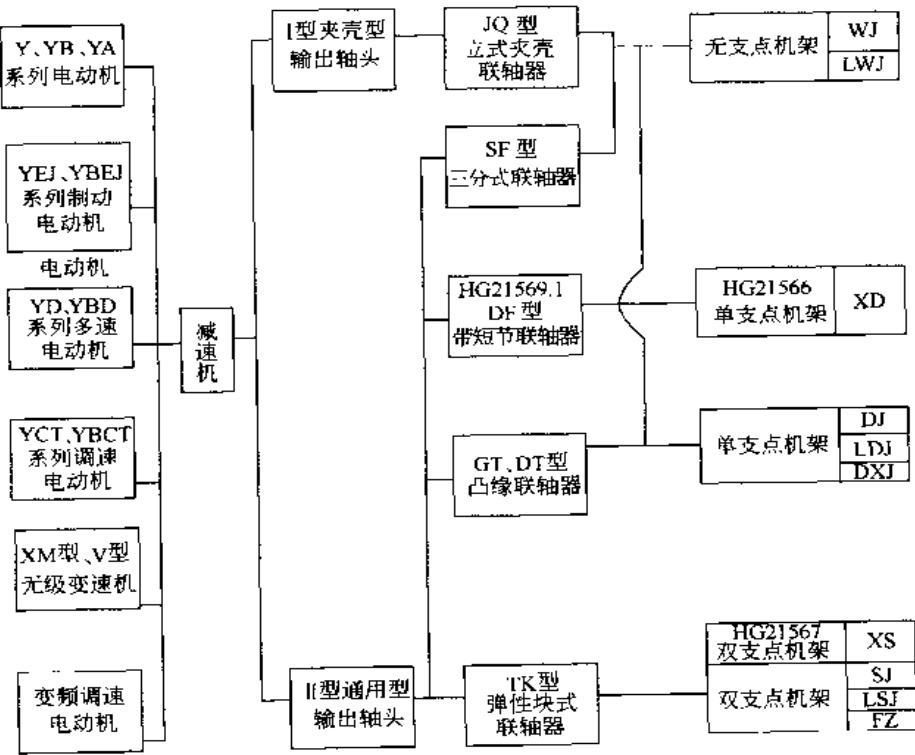 Y、YB、YA
系列电动机
YEJ、YBEJ
系列制动
电动机
电动机
YD、YBD
系列多速
电动机
YCT、YBCT
系列调速
电动机
XM型、V型
无级变速机
变频调速
电动机
减
速
机
I型夹壳型
输出轴头
II型通用型
输出轴头
JQ 型
立式夹壳
联轴器
SF 型
三分式联轴器
HG21569.1
DF 型
带短节联轴器
GT、DT型
凸缘联轴器
TK型
弹性块式
联轴器
无支点机架
WJ
LWJ
HG21566
单支点机架
XD
单支点机架
DJ
LDJ
DXJ
HG21567
双支点机架
XS
双支点机架
SJ
LSJ
FZ